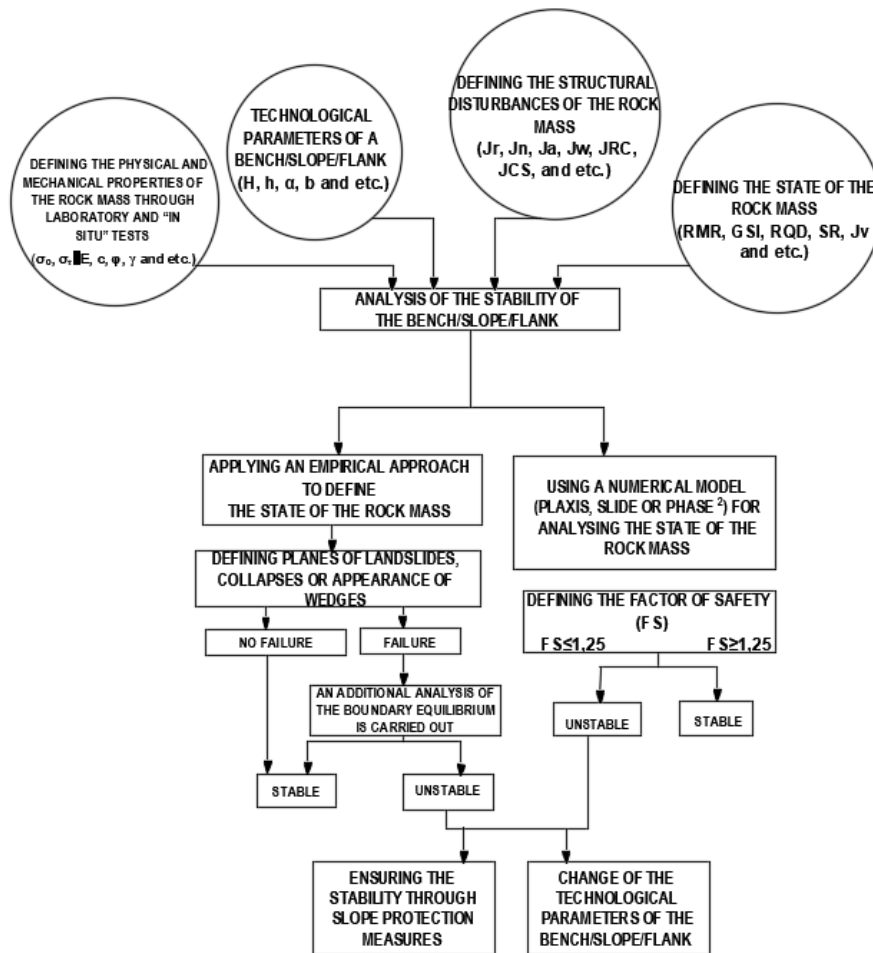 DEFINING THE PHYSICAL AND
MECHANICAL PROPERTIES OF
THE ROCK MASS THROUGH
LABORATORY AND “IN
SITU” TESTS
E, c, φ, γ and etc.)
TECHNOLOGICAL
PARAMETERS OF A
BENCH/SLOPE/FLANK
(H, h, α, b and etc.)
DEFINING THE STRUCTURAL
DISTURBANCES OF THE ROCK
MASS
(Jr, Jn, Ja, Jw, JRC,
JCS, and etc.)
DEFINING THE STATE OF THE
ROCK MASS
(RMR, GSI, RQD, SR, Jv
and etc.)
ANALYSIS OF THE STABILITY OF
THE BENCH/SLOPE/FLANK
APPLYING AN EMPIRICAL APPROACH
TO DEFINE
THE STATE OF THE ROCK MASS
USING A NUMERICAL MODEL
(PLAXIS, SLIDE OR PHASE ²) FOR
ANALYSING THE STATE OF THE
ROCK MASS
DEFINING PLANES OF LANDSLIDES,
COLLAPSES OR APPEARANCE OF
WEDGES
DEFINING THE FACTOR OF SAFETY
(FS)
FS≤1,25 FS≥1,25
NO FAILURE
FAILURE
AN ADDITIONAL ANALYSIS OF
THE BOUNDARY EQUILIBRIUM
IS CARRIED OUT
UNSTABLE
STABLE
STABLE
UNSTABLE
ENSURING THE
STABILITY THROUGH
SLOPE PROTECTION
MEASURES
CHANGE OF THE
TECHNOLOGICAL
PARAMETERS OF THE
BENCH/SLOPE/FLANK